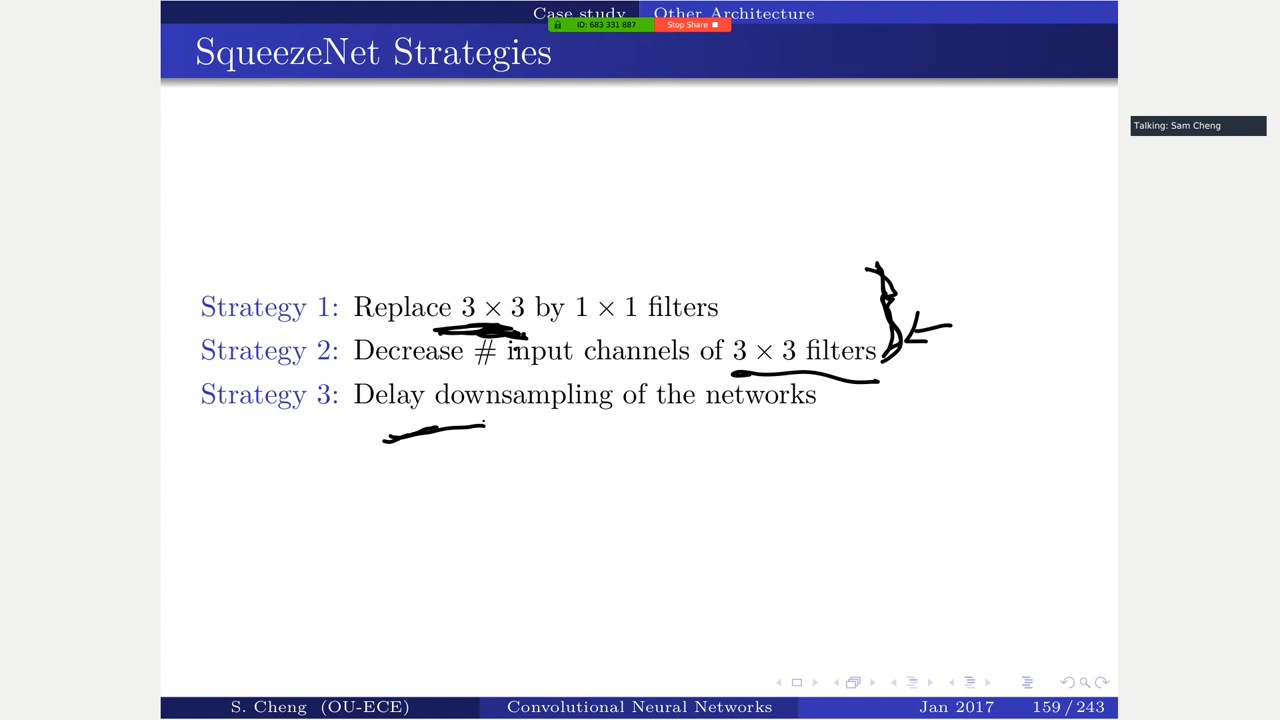 Case study Other Architecture
ID: 683 331 887 Stop Share
SqueezeNet Strategies
Talking: Sam Cheng
Strategy 1: Replace 3 × 3 by 1 × 1 filters
Strategy 2: Decrease # input channels of 3 × 3 filters
Strategy 3: Delay downsampling of the networks
S. Cheng (OU-ECE) Convolutional Neural Networks Jan 2017 159 / 243